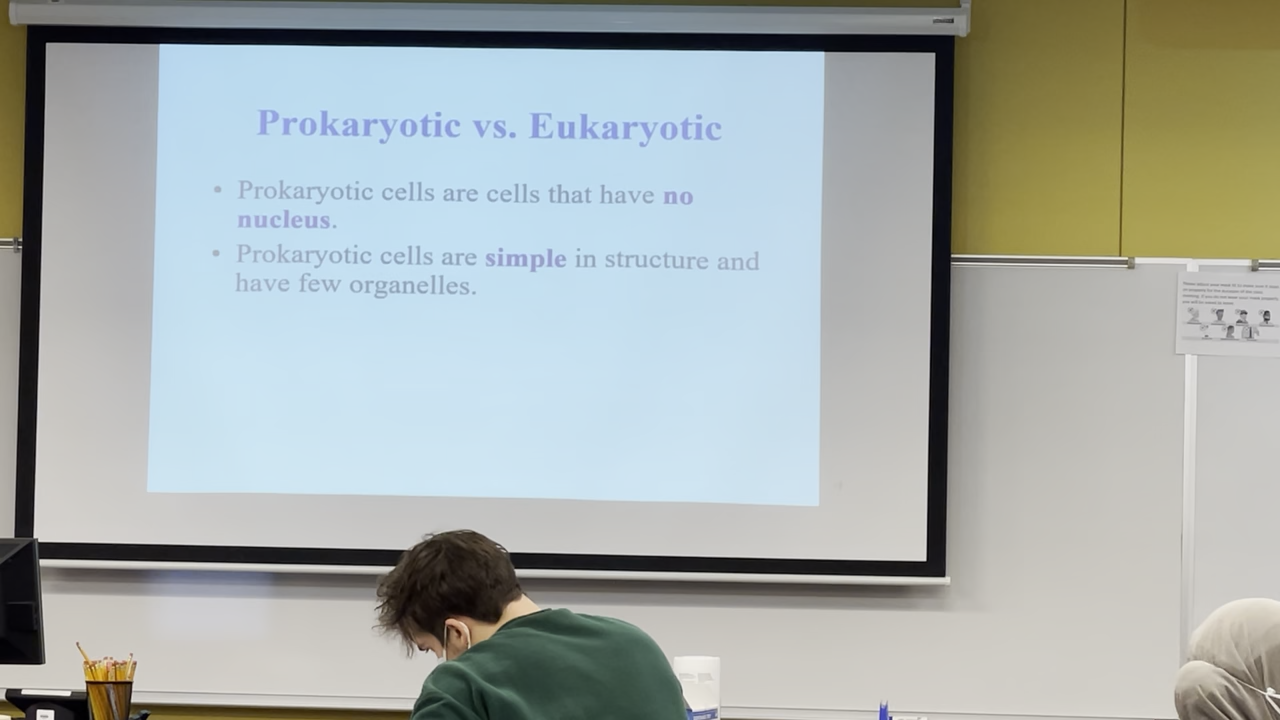 Prokaryotic vs. Eukaryotic
• Prokaryotic cells are cells that have no
nucleus.
• Prokaryotic cells are simple in structure and
have few organelles.